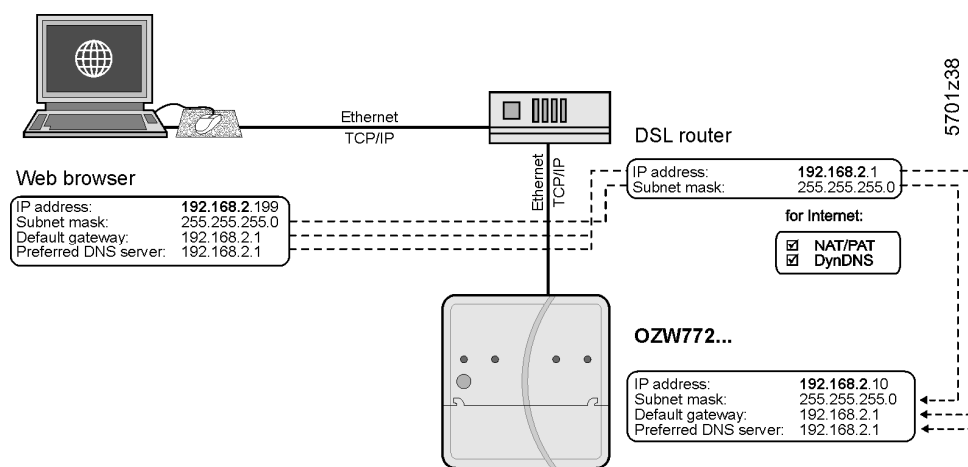 5701z38
Ethernet
TCP/IP
DSL router
Ethernet
TCP/IP
IP address: 192.168.2.1
Subnet mask: 255.255.255.0
Web browser
IP address: 192.168.2.199
Subnet mask: 255.255.255.0
Default gateway: 192.168.2.1
Preferred DNS server: 192.168.2.1
for Internet:
☑ NAT/PAT
☑ DynDNS
OZW772...
IP address: 192.168.2.10
Subnet mask: 255.255.255.0
Default gateway: 192.168.2.1
Preferred DNS server: 192.168.2.1